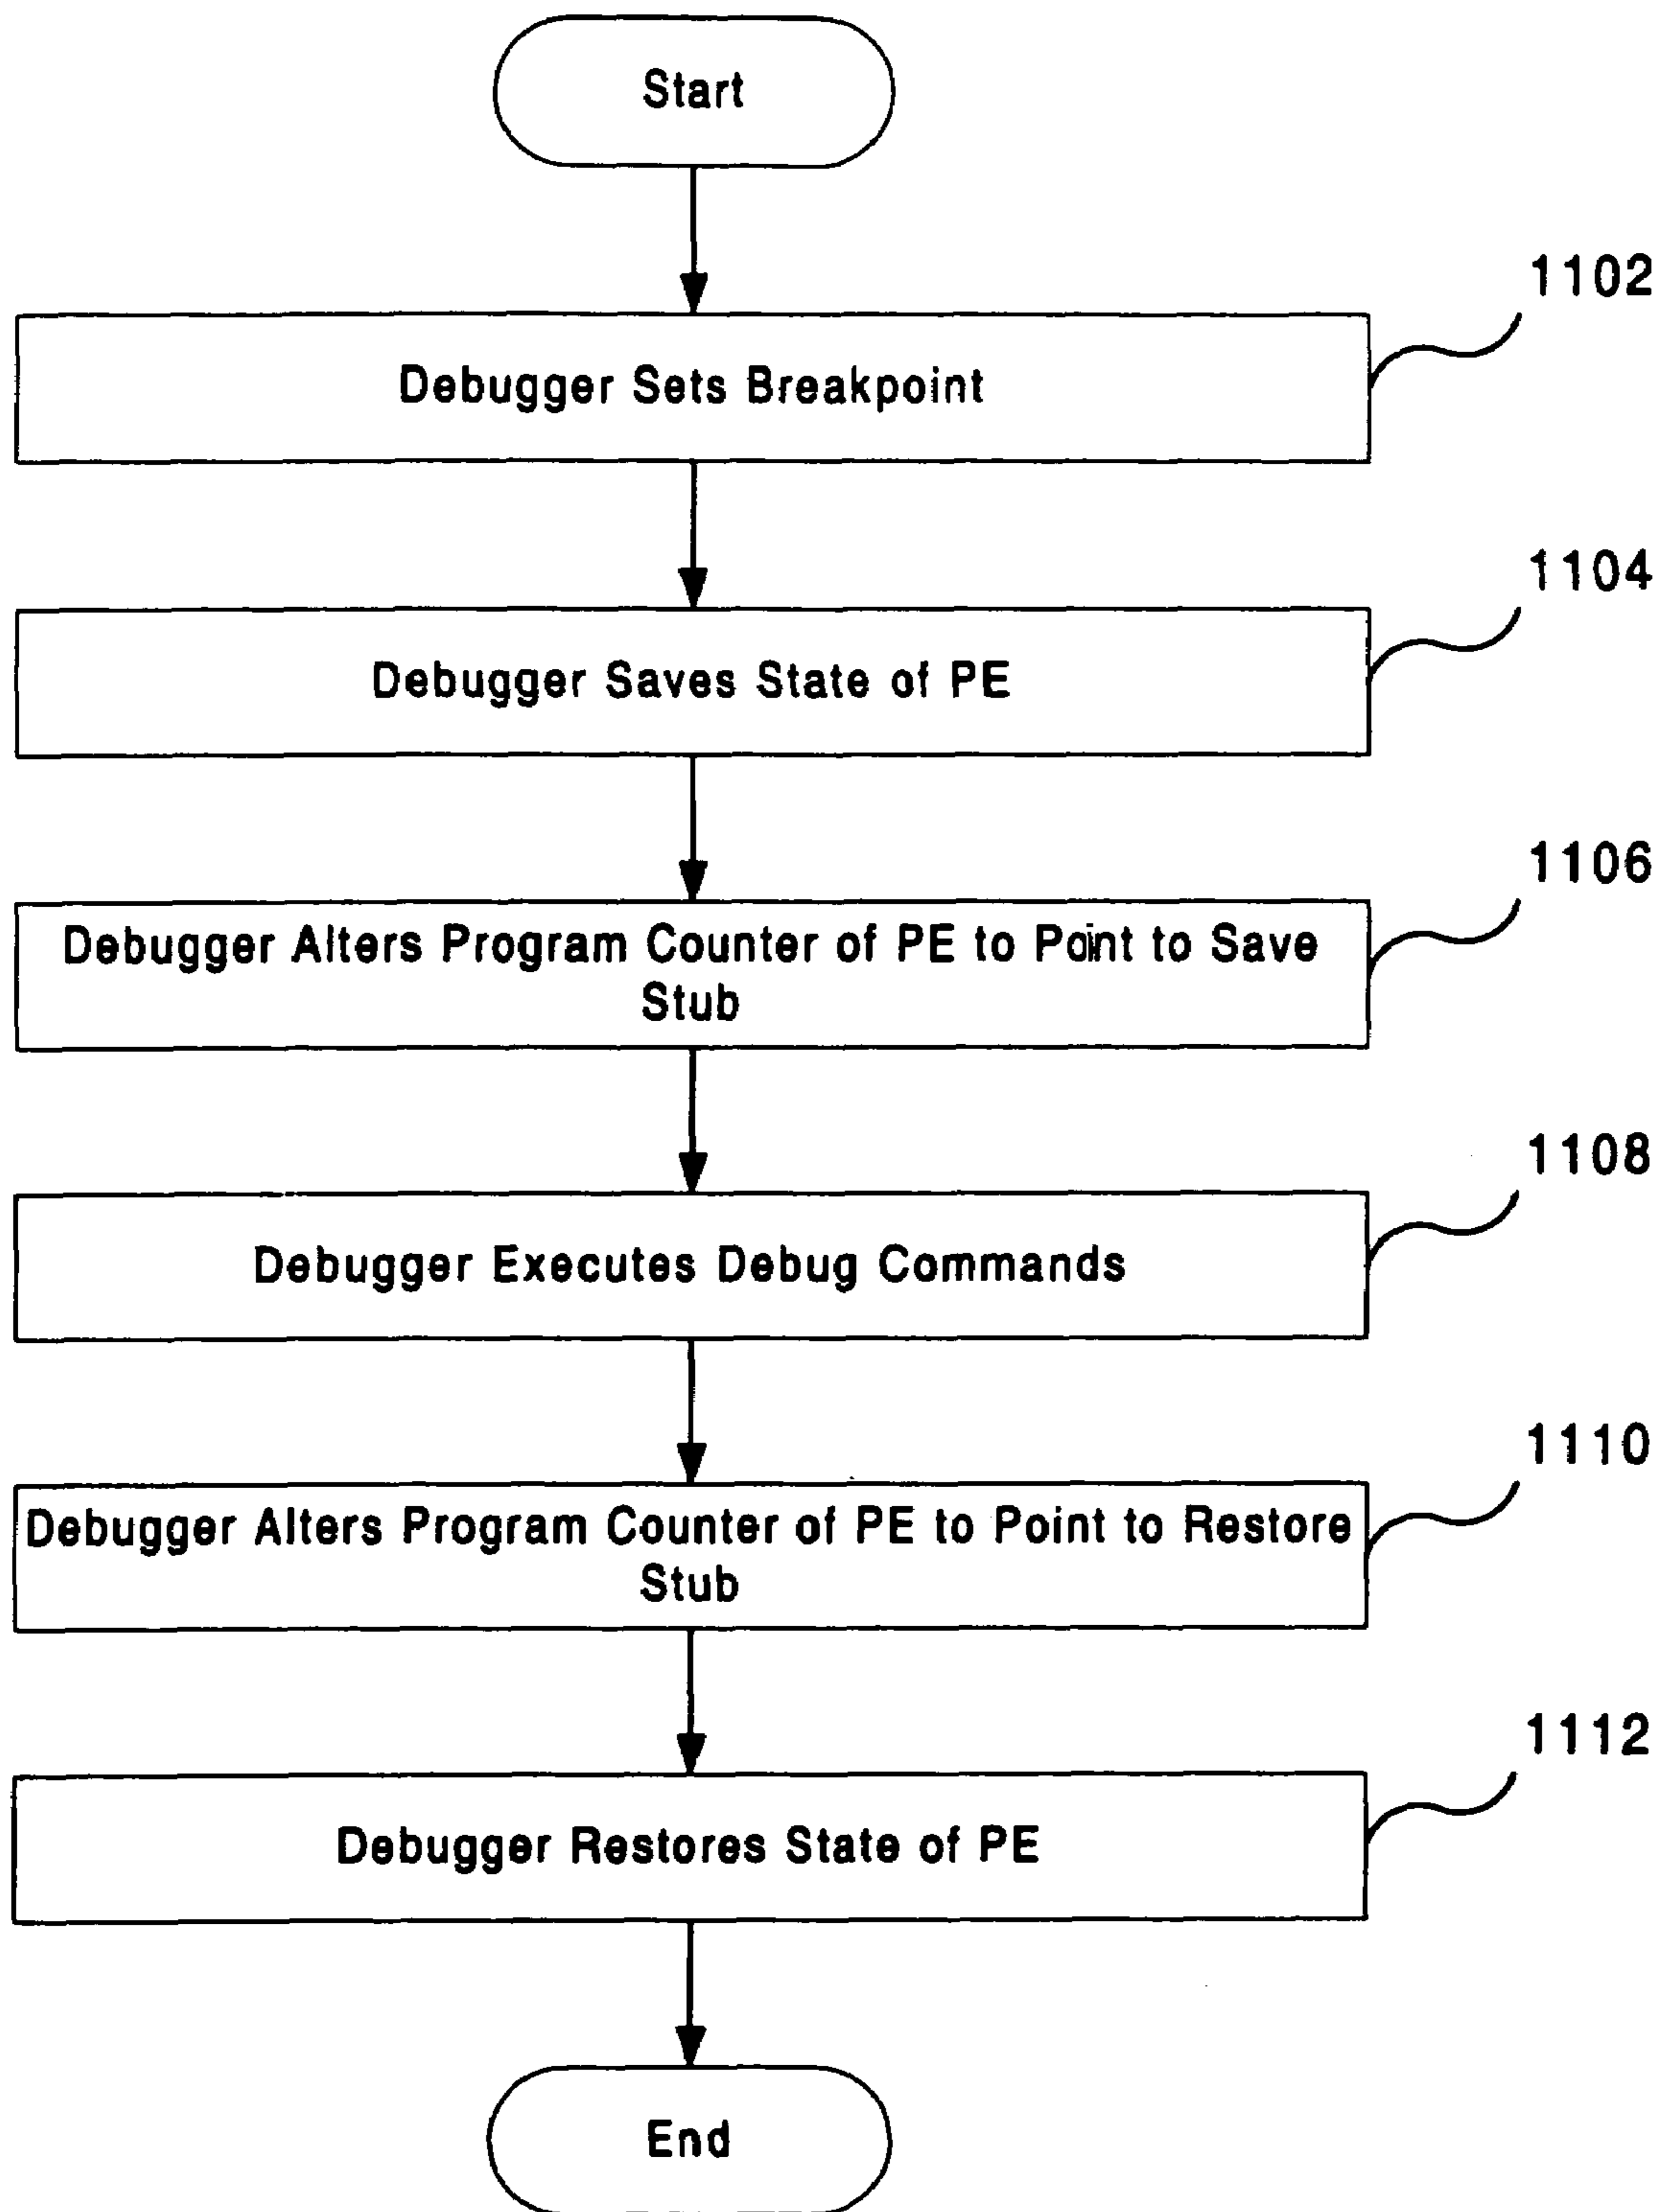 Start
1102
Debugger Sets Breakpoint
1104
Debugger Saves State of PE
1106
Debugger Alters Program Counter of PE to Point to Save
Stub
1108
Debugger Executes Debug Commands
1110
Debugger Alters Program Counter of PE to Point to Restore
Stub
1112
Debugger Restores State of PE
End